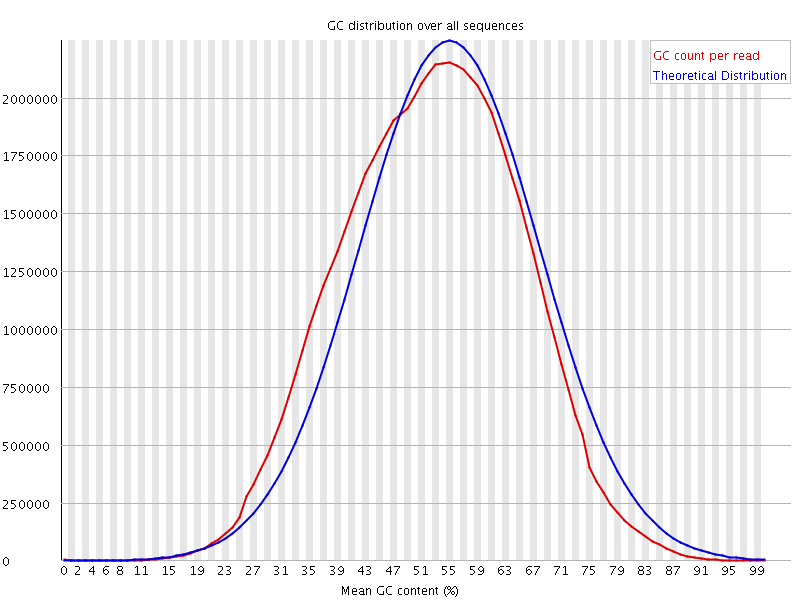 GC distribution over all sequences
GC count per read
Theoretical Distribution
2000000
1750000
1500000
1250000
1000000
750000
500000
250000
0
0 2 4 6 8 11 15 19 23 27 31 35 39 43 47 51 55 59 63 67 71 75 79 83 87 91 95 99
Mean GC content (%)